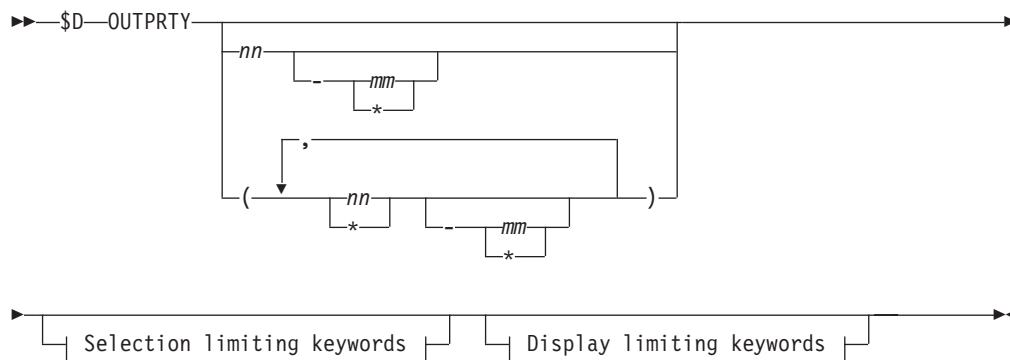 $D OUTPRTY
nn
- mm
*
,
( nn - mm )
* *
Selection limiting keywords Display limiting keywords